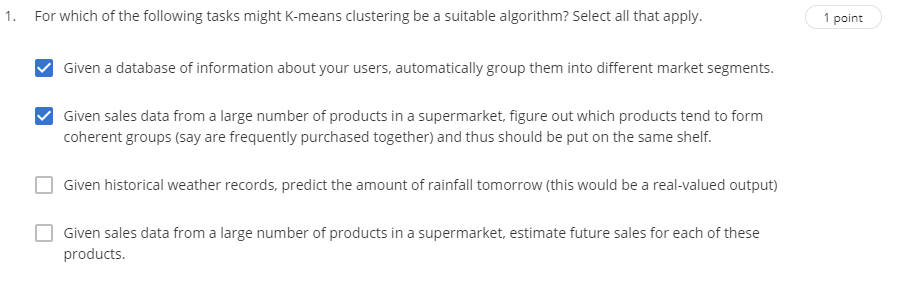 1. For which of the following tasks might K-means clustering be a suitable algorithm? Select all that apply.
1 point
Given a database of information about your users, automatically group them into different market segments.
Given sales data from a large number of products in a supermarket, figure out which products tend to form
coherent groups (say are frequently purchased together) and thus should be put on the same shelf.
Given historical weather records, predict the amount of rainfall tomorrow (this would be a real-valued output)
Given sales data from a large number of products in a supermarket, estimate future sales for each of these
products.